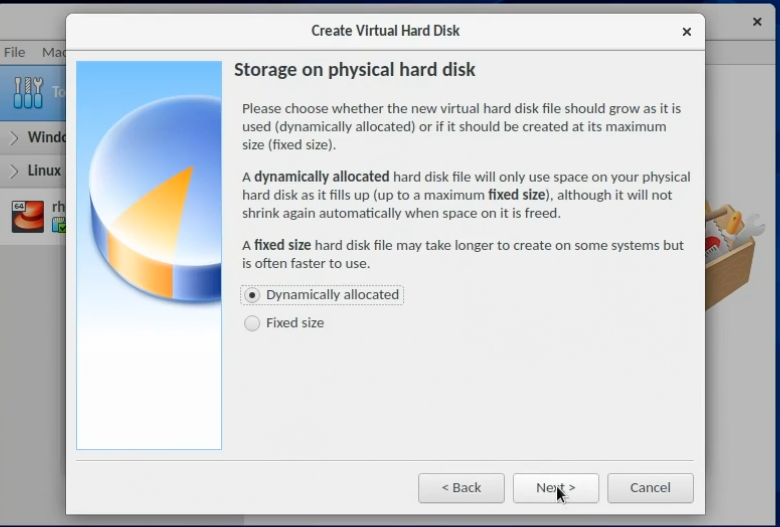 Create Virtual Hard Disk
File
Storage on physical hard disk
Please choose whether the new virtual hard disk file should grow as it is
used (dynamically allocated) or if it should be created at its maximum
size (fixed size).
A dynamically allocated hard disk file will only use space on your physical
hard disk as it fills up (up to a maximum fixed size), although it will not
shrink again automatically when space on it is freed.
A fixed size hard disk file may take longer to create on some systems but
is often faster to use.
Dynamically allocated
Fixed size
< Back
Next >
Cancel
Linux
64